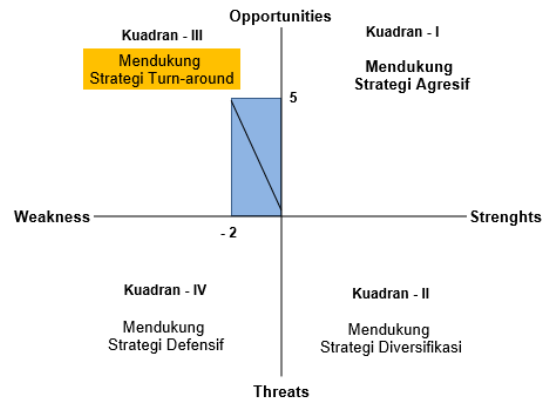 Opportunities
Kuadran - III
Kuadran - I
Mendukung
Strategi Turn-around
Mendukung
Strategi Agresif
5
Weakness
Strenghts
- 2
Kuadran - IV
Kuadran - II
Mendukung
Strategi Defensif
Mendukung
Strategi Diversifikasi
Threats